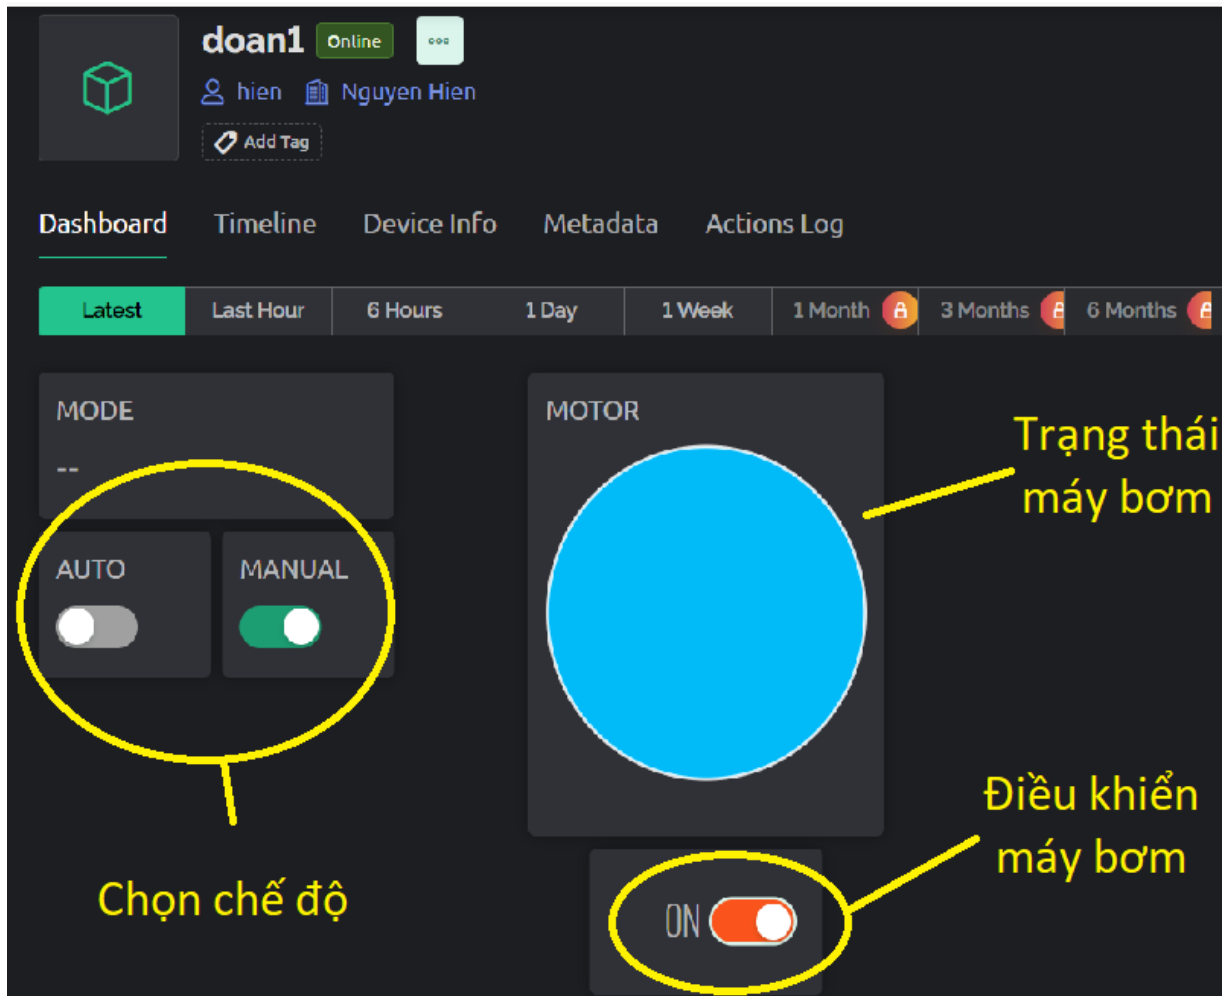 doan1 Online
hien Nguyen Hien
Add Tag
Dashboard Timeline Device Info Metadata Actions Log
Latest Last Hour 6 Hours 1 Day 1 Week 1 Month 3 Months 6 Months
MODE
--
AUTO MANUAL
MOTOR
Trạng thái
máy bơm
Điều khiển
máy bơm
Chọn chế độ
ON